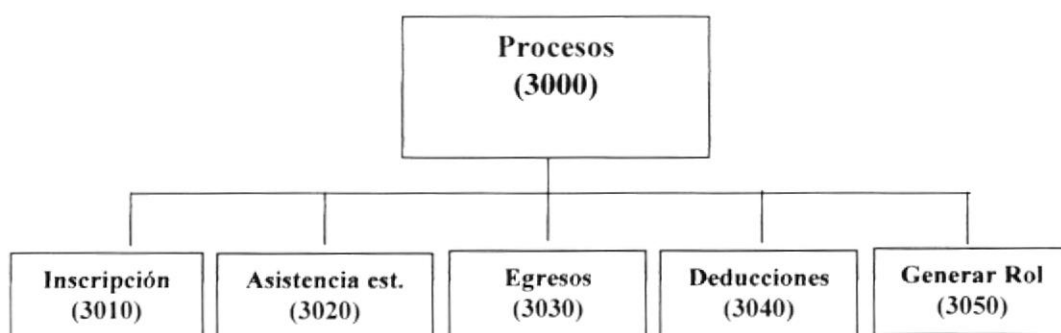 Procesos
(3000)
Inscripción
(3010)
Asistencia est.
(3020)
Egresos
(3030)
Deducciones
(3040)
Generar Rol
(3050)